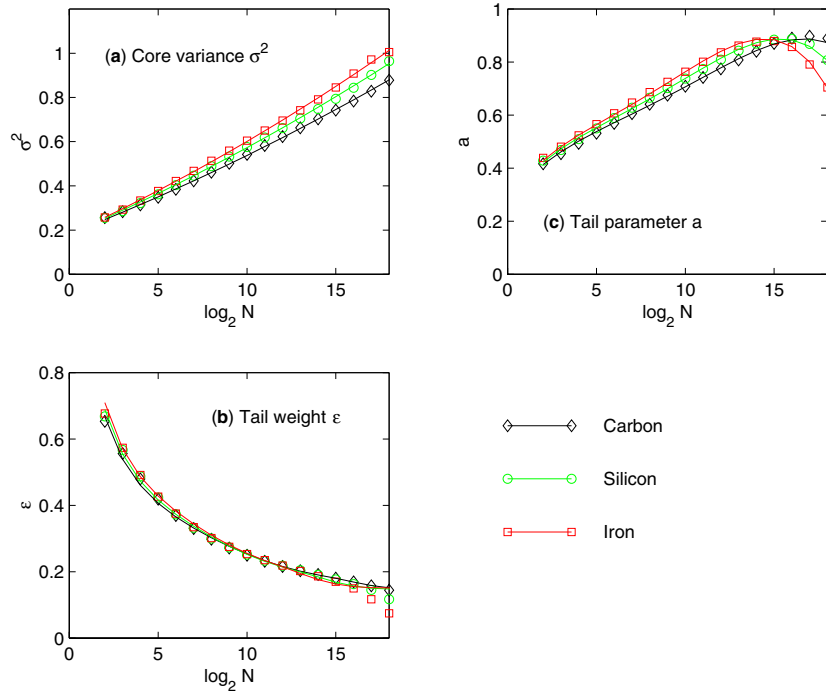 (a) Core variance σ²
1
0.8
0.6
0.4
0.2
0
σ²
0 5 10 15
log₂ N
1
0.8
0.6
0.4
0.2
0
a
(c) Tail parameter a
0 5 10 15
log₂ N
0.8
0.6
0.4
0.2
0
ε
(b) Tail weight ε
0 5 10 15
log₂ N
Carbon
Silicon
Iron